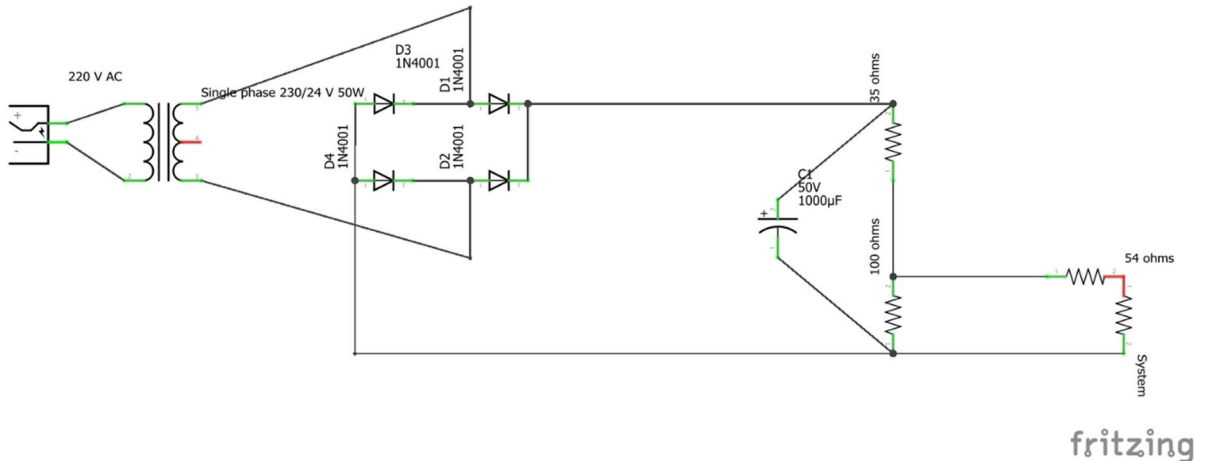 220 V AC
Single phase 230/24 V 50W
D3
1N4001
D1
1N4001
D4
1N4001
D2
1N4001
C1
50V
1000µF
+
35 ohms
100 ohms
54 ohms
System
fritzing